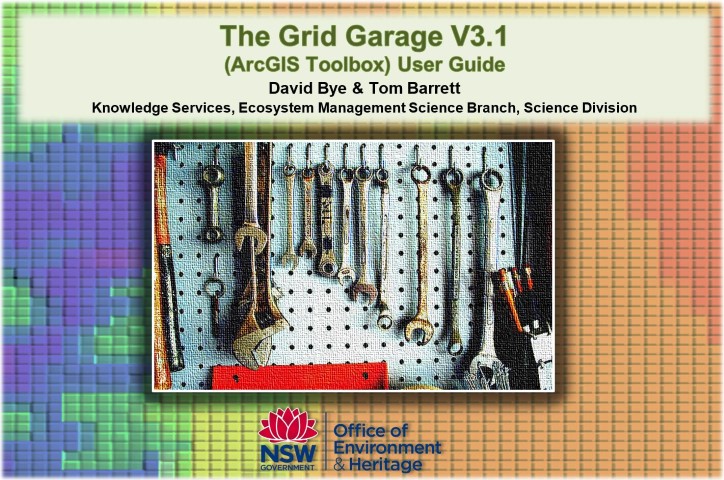 The Grid Garage V3.1
(ArcGIS Toolbox) User Guide
David Bye & Tom Barrett
Knowledge Services, Ecosystem Management Science Branch, Science Division
NSW
GOVERNMENT
Office of
Environment
& Heritage